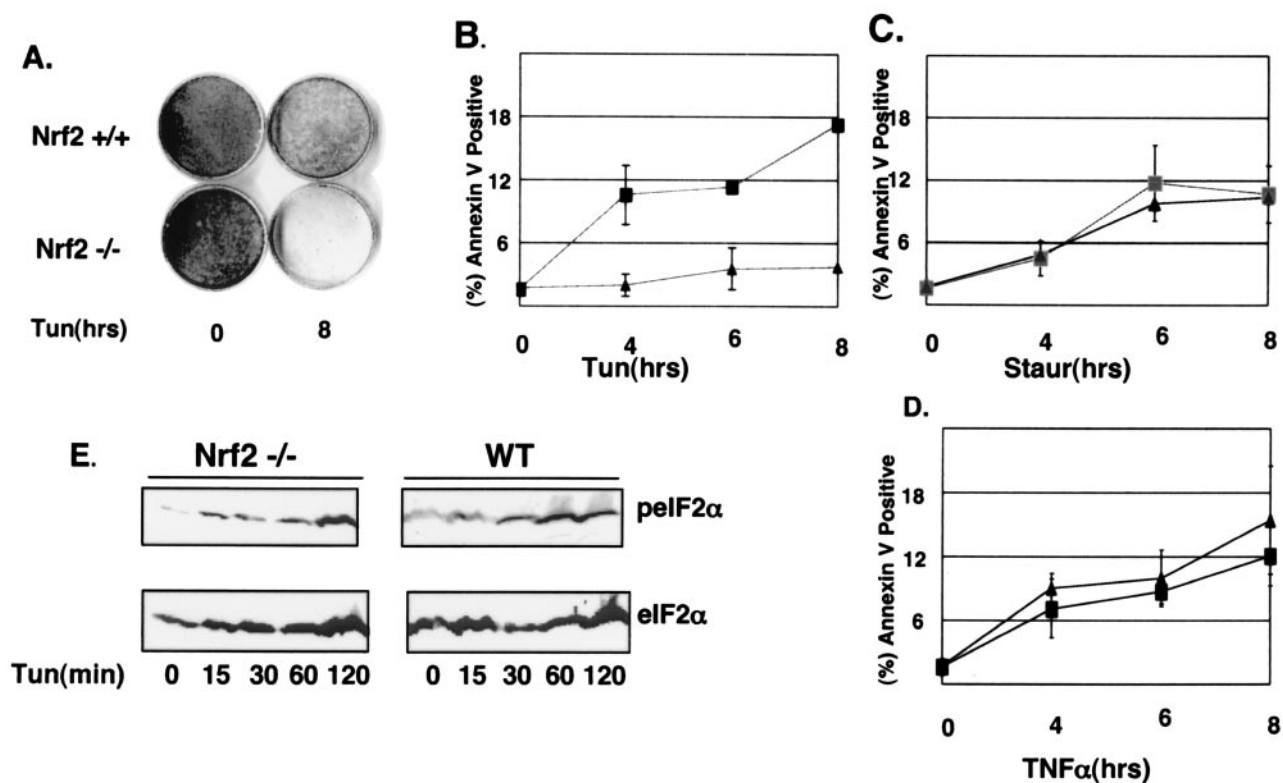 A.
Nrf2 +/+
Nrf2 -/-
Tun(hrs)
0 8
B.
(%) Annexin V Positive
18
12
6
0 4 6 8
Tun(hrs)
C.
(%) Annexin V Positive
18
12
6
0 4 6 8
Staur(hrs)
D.
(%) Annexin V Positive
18
12
6
0 4 6 8
TNFα(hrs)
E.
Nrf2 -/- WT
peIF2α
eIF2α
Tun(min) 0 15 30 60 120 0 15 30 60 120